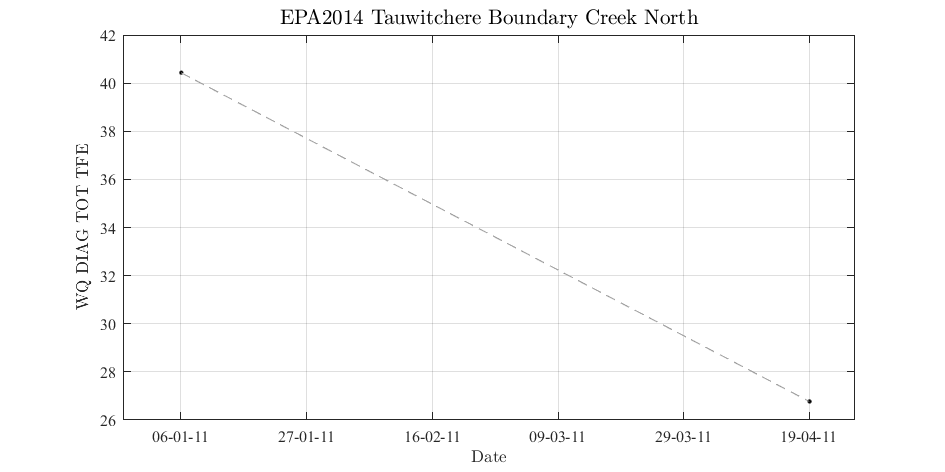 EPA2014 Tauwitchere Boundary Creek North
42
40
38
36
34
32
30
28
26
WQ DIAG TOT TFE
06-01-11 27-01-11 16-02-11 09-03-11 29-03-11 19-04-11
Date